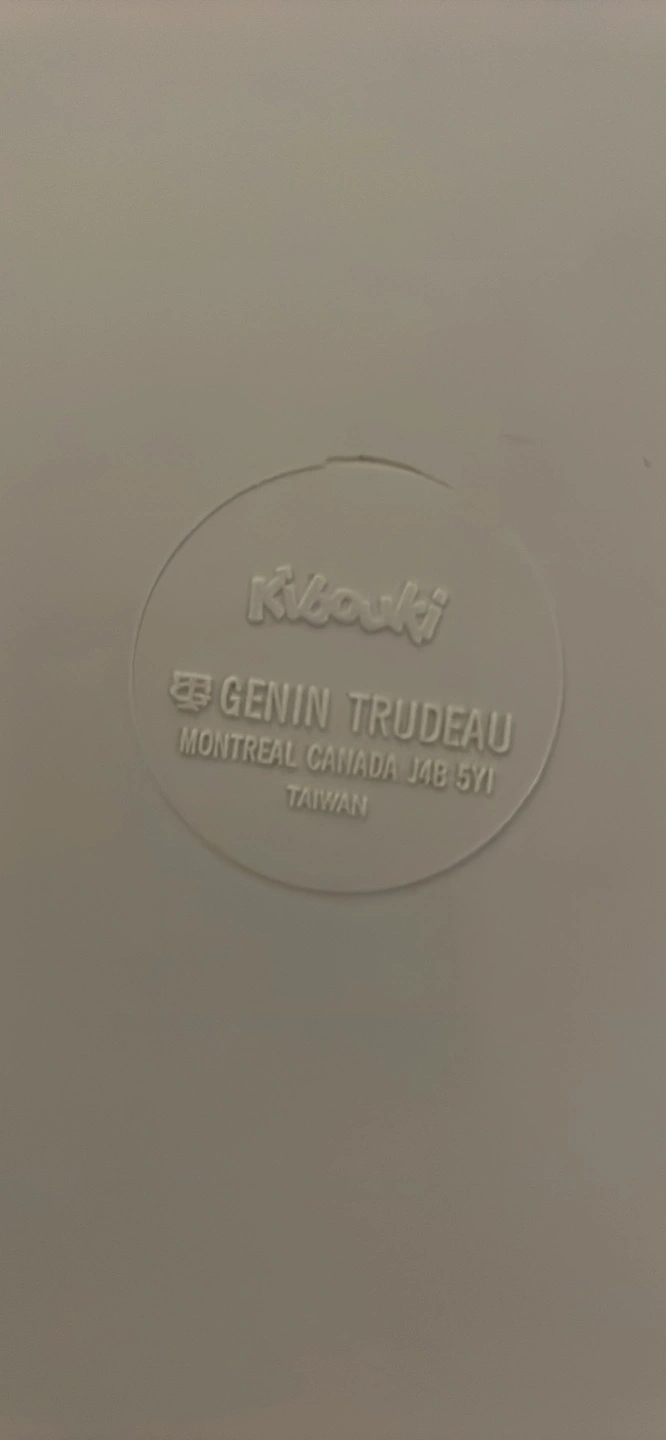 Kibouki
GENIN TRUDEAU
MONTREAL CANADA J4B 5Y1
TAIWAN